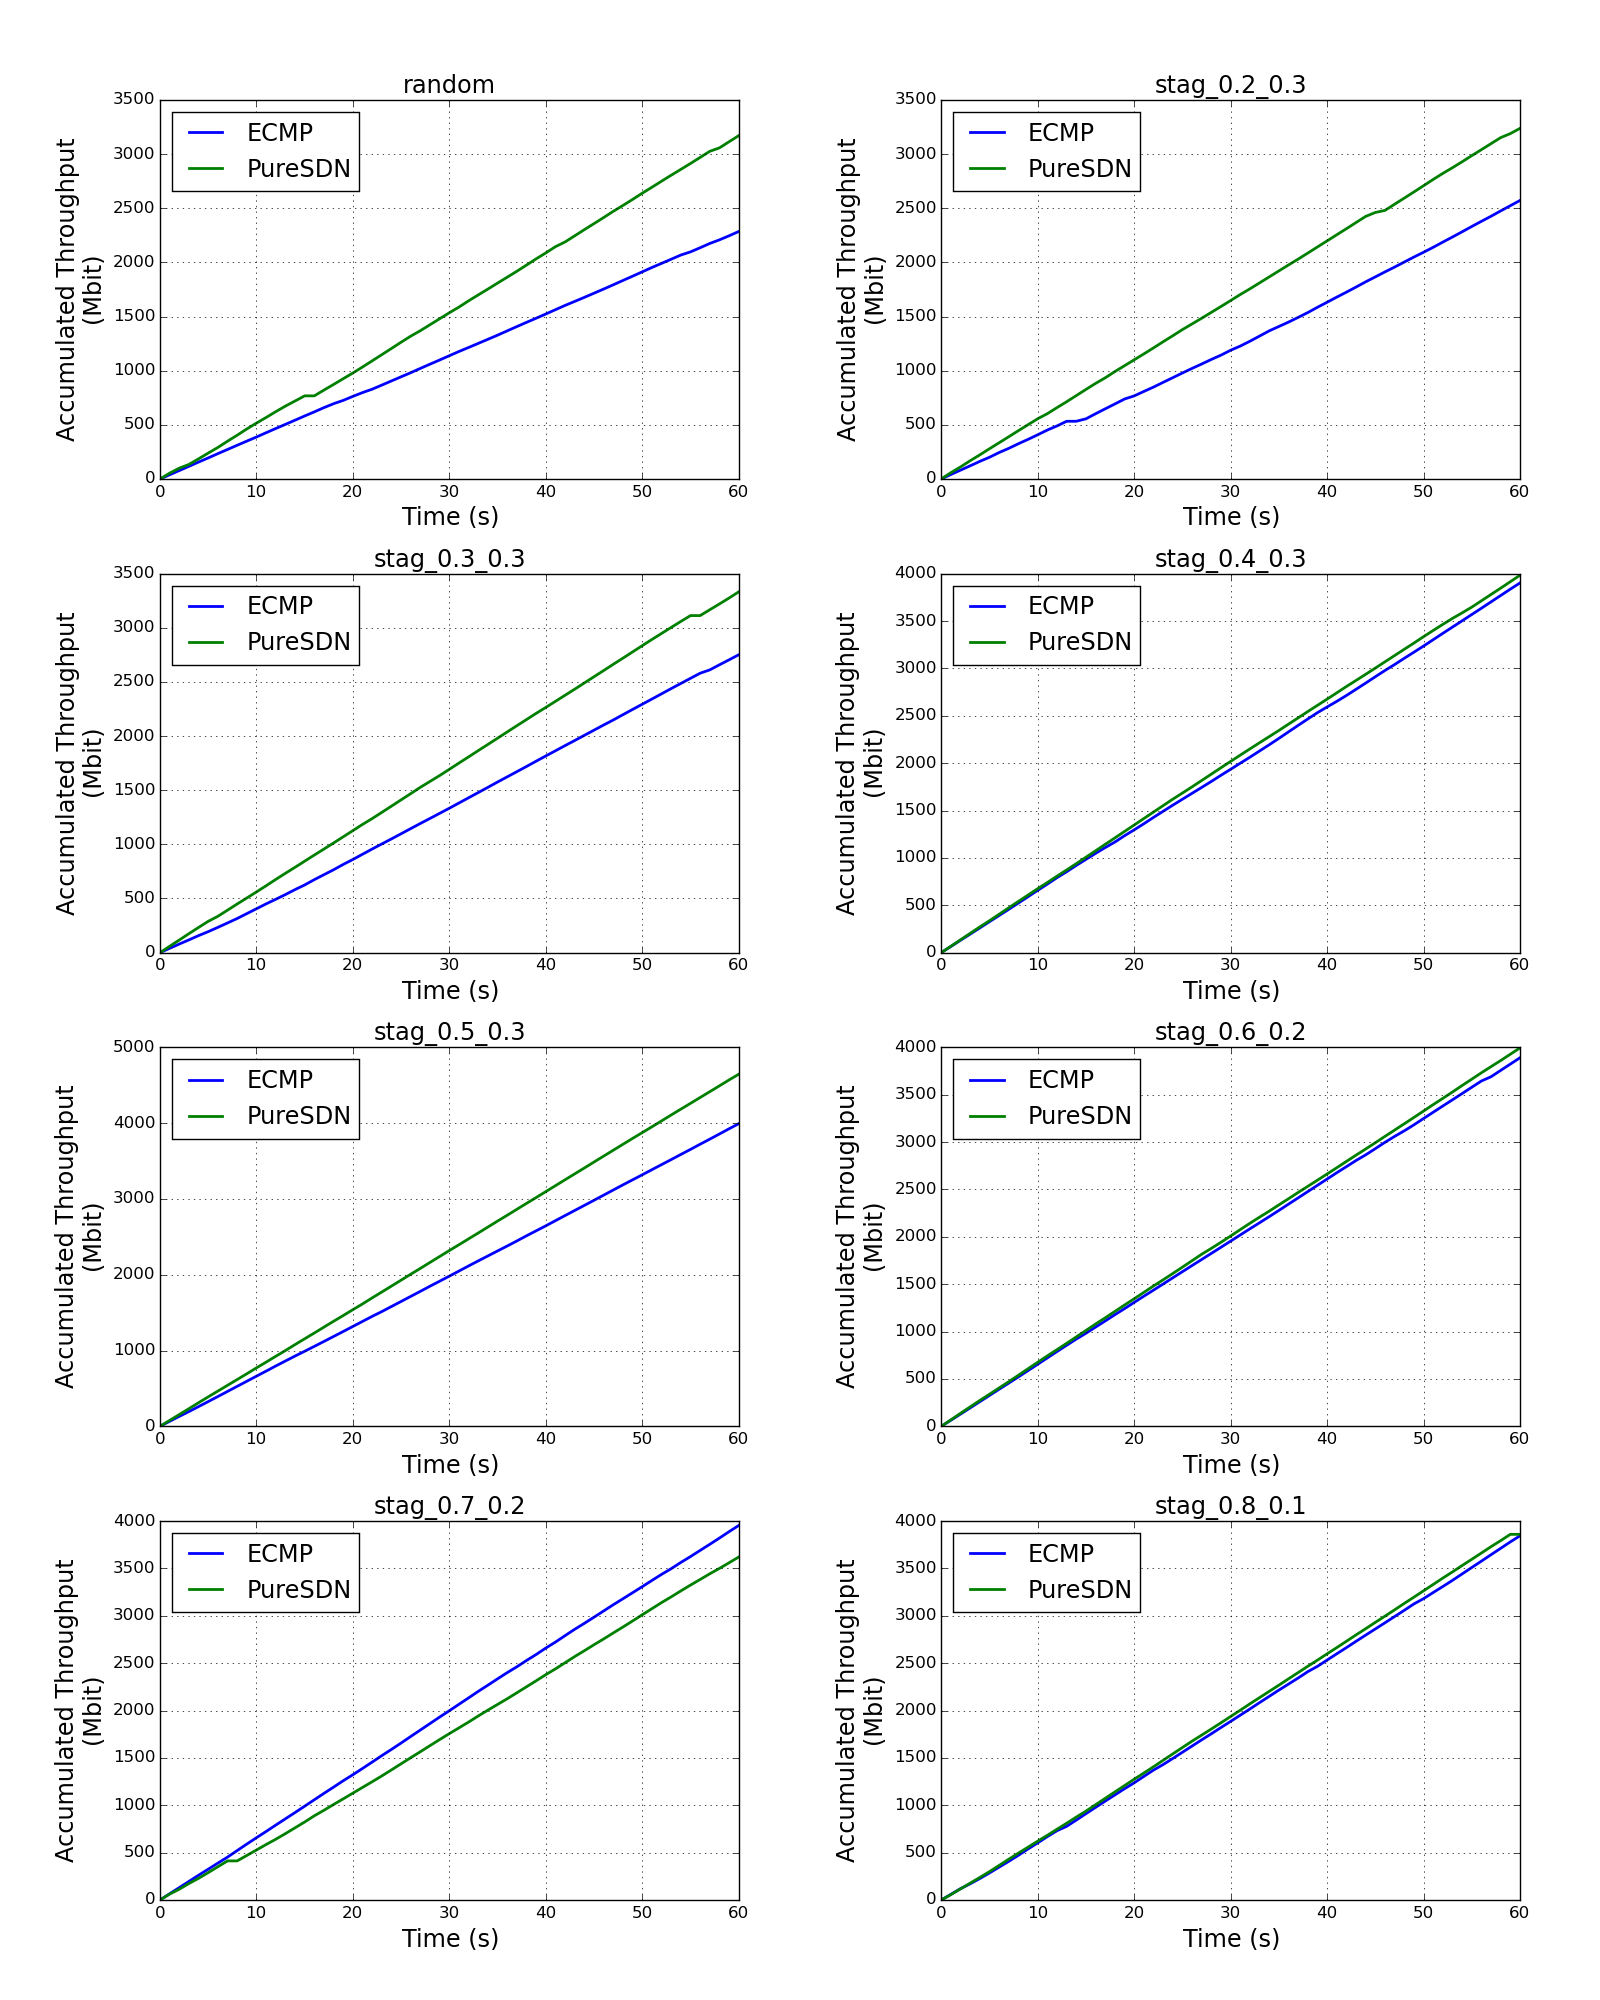 random
3500
3000
2500
2000
1500
1000
500
0
Accumulated Throughput
(Mbit)
ECMP
PureSDN
0 10 20 30 40 50 60
Time (s)
stag_0.2_0.3
3500
3000
2500
2000
1500
1000
500
0
Accumulated Throughput
(Mbit)
ECMP
PureSDN
0 10 20 30 40 50 60
Time (s)
stag_0.3_0.3
3500
3000
2500
2000
1500
1000
500
0
Accumulated Throughput
(Mbit)
ECMP
PureSDN
0 10 20 30 40 50 60
Time (s)
stag_0.4_0.3
4000
3500
3000
2500
2000
1500
1000
500
0
Accumulated Throughput
(Mbit)
ECMP
PureSDN
0 10 20 30 40 50 60
Time (s)
stag_0.5_0.3
5000
4000
3000
2000
1000
0
Accumulated Throughput
(Mbit)
ECMP
PureSDN
0 10 20 30 40 50 60
Time (s)
stag_0.6_0.2
4000
3500
3000
2500
2000
1500
1000
500
0
Accumulated Throughput
(Mbit)
ECMP
PureSDN
0 10 20 30 40 50 60
Time (s)
stag_0.7_0.2
4000
3500
3000
2500
2000
1500
1000
500
0
Accumulated Throughput
(Mbit)
ECMP
PureSDN
0 10 20 30 40 50 60
Time (s)
stag_0.8_0.1
4000
3500
3000
2500
2000
1500
1000
500
0
Accumulated Throughput
(Mbit)
ECMP
PureSDN
0 10 20 30 40 50 60
Time (s)